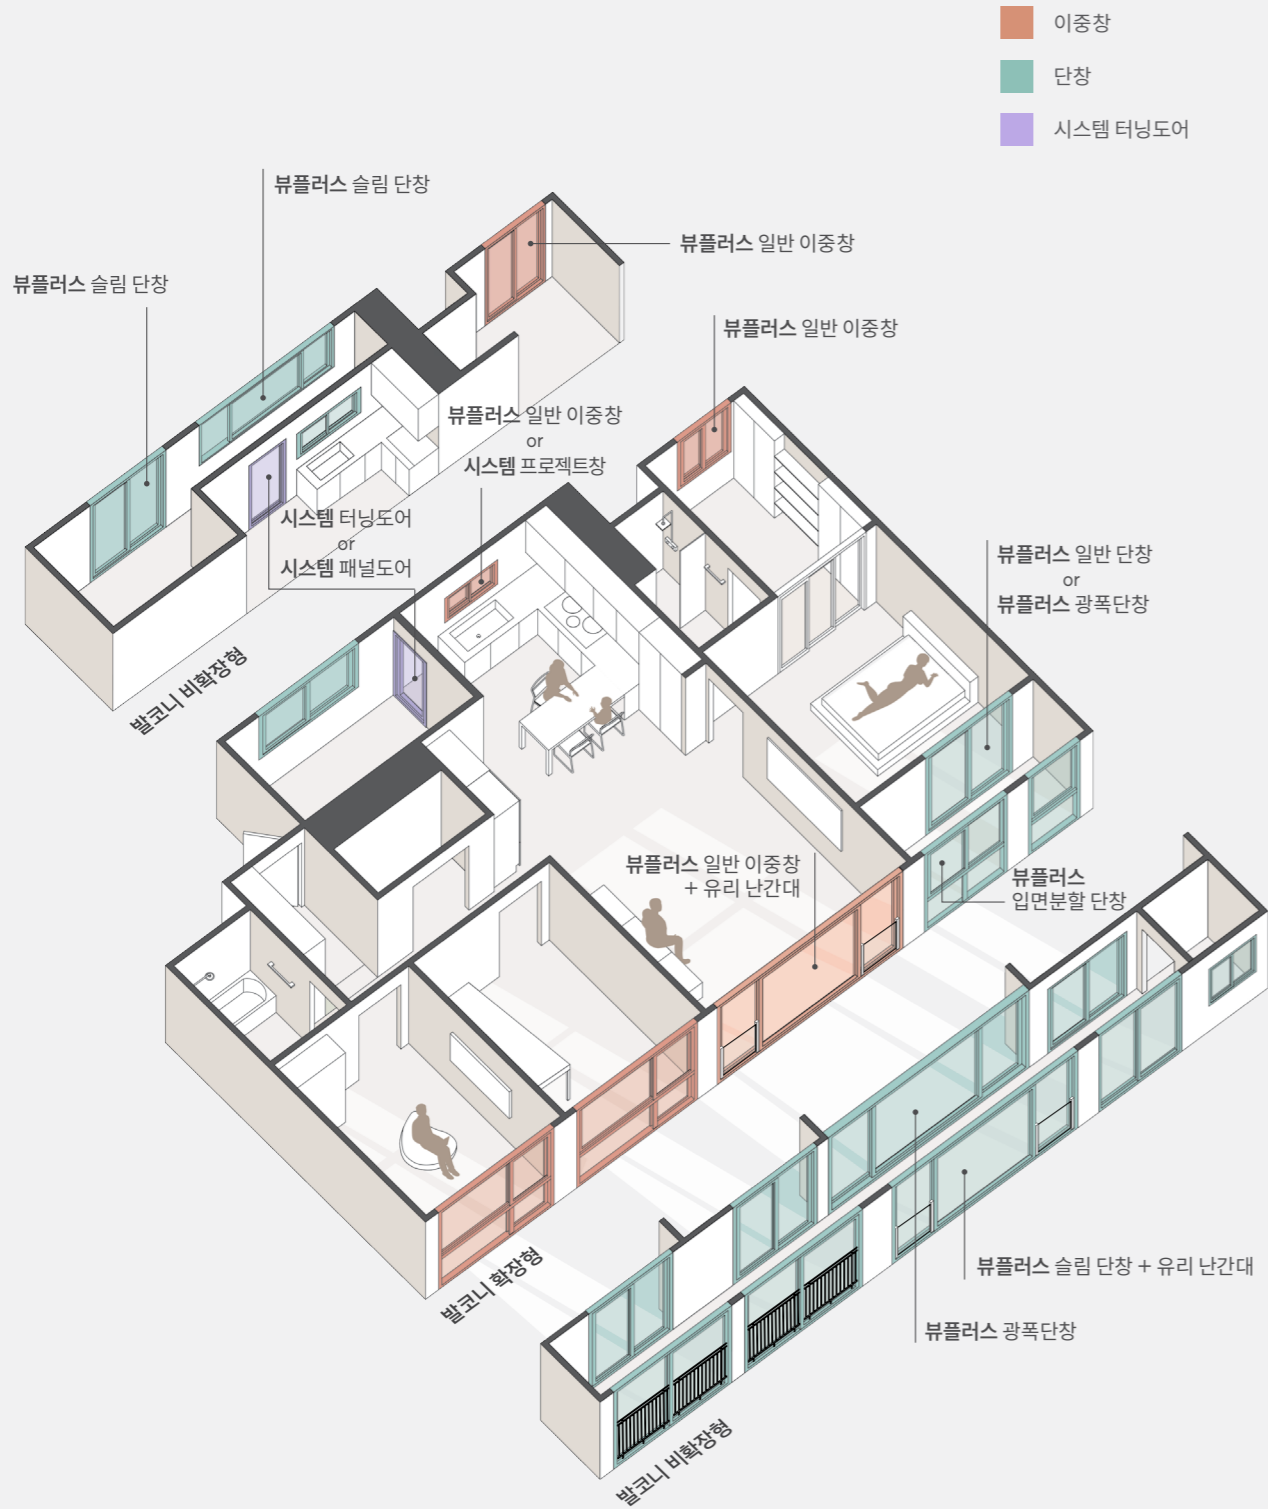 이중창
단창
시스템 터닝도어
뷰플러스 슬림 단창
뷰플러스 일반 이중창
뷰플러스 슬림 단창
뷰플러스 일반 이중창
뷰플러스 일반 이중창
or
시스템 프로젝트창
시스템 터닝도어
or
시스템 패널도어
뷰플러스 일반 단창
or
뷰플러스 광폭단창
발코니 비확장형
뷰플러스 일반 이중창
+ 유리 난간대
뷰플러스
입면분할 단창
발코니 확장형
뷰플러스 슬림 단창 + 유리 난간대
뷰플러스 광폭단창
발코니 비확장형